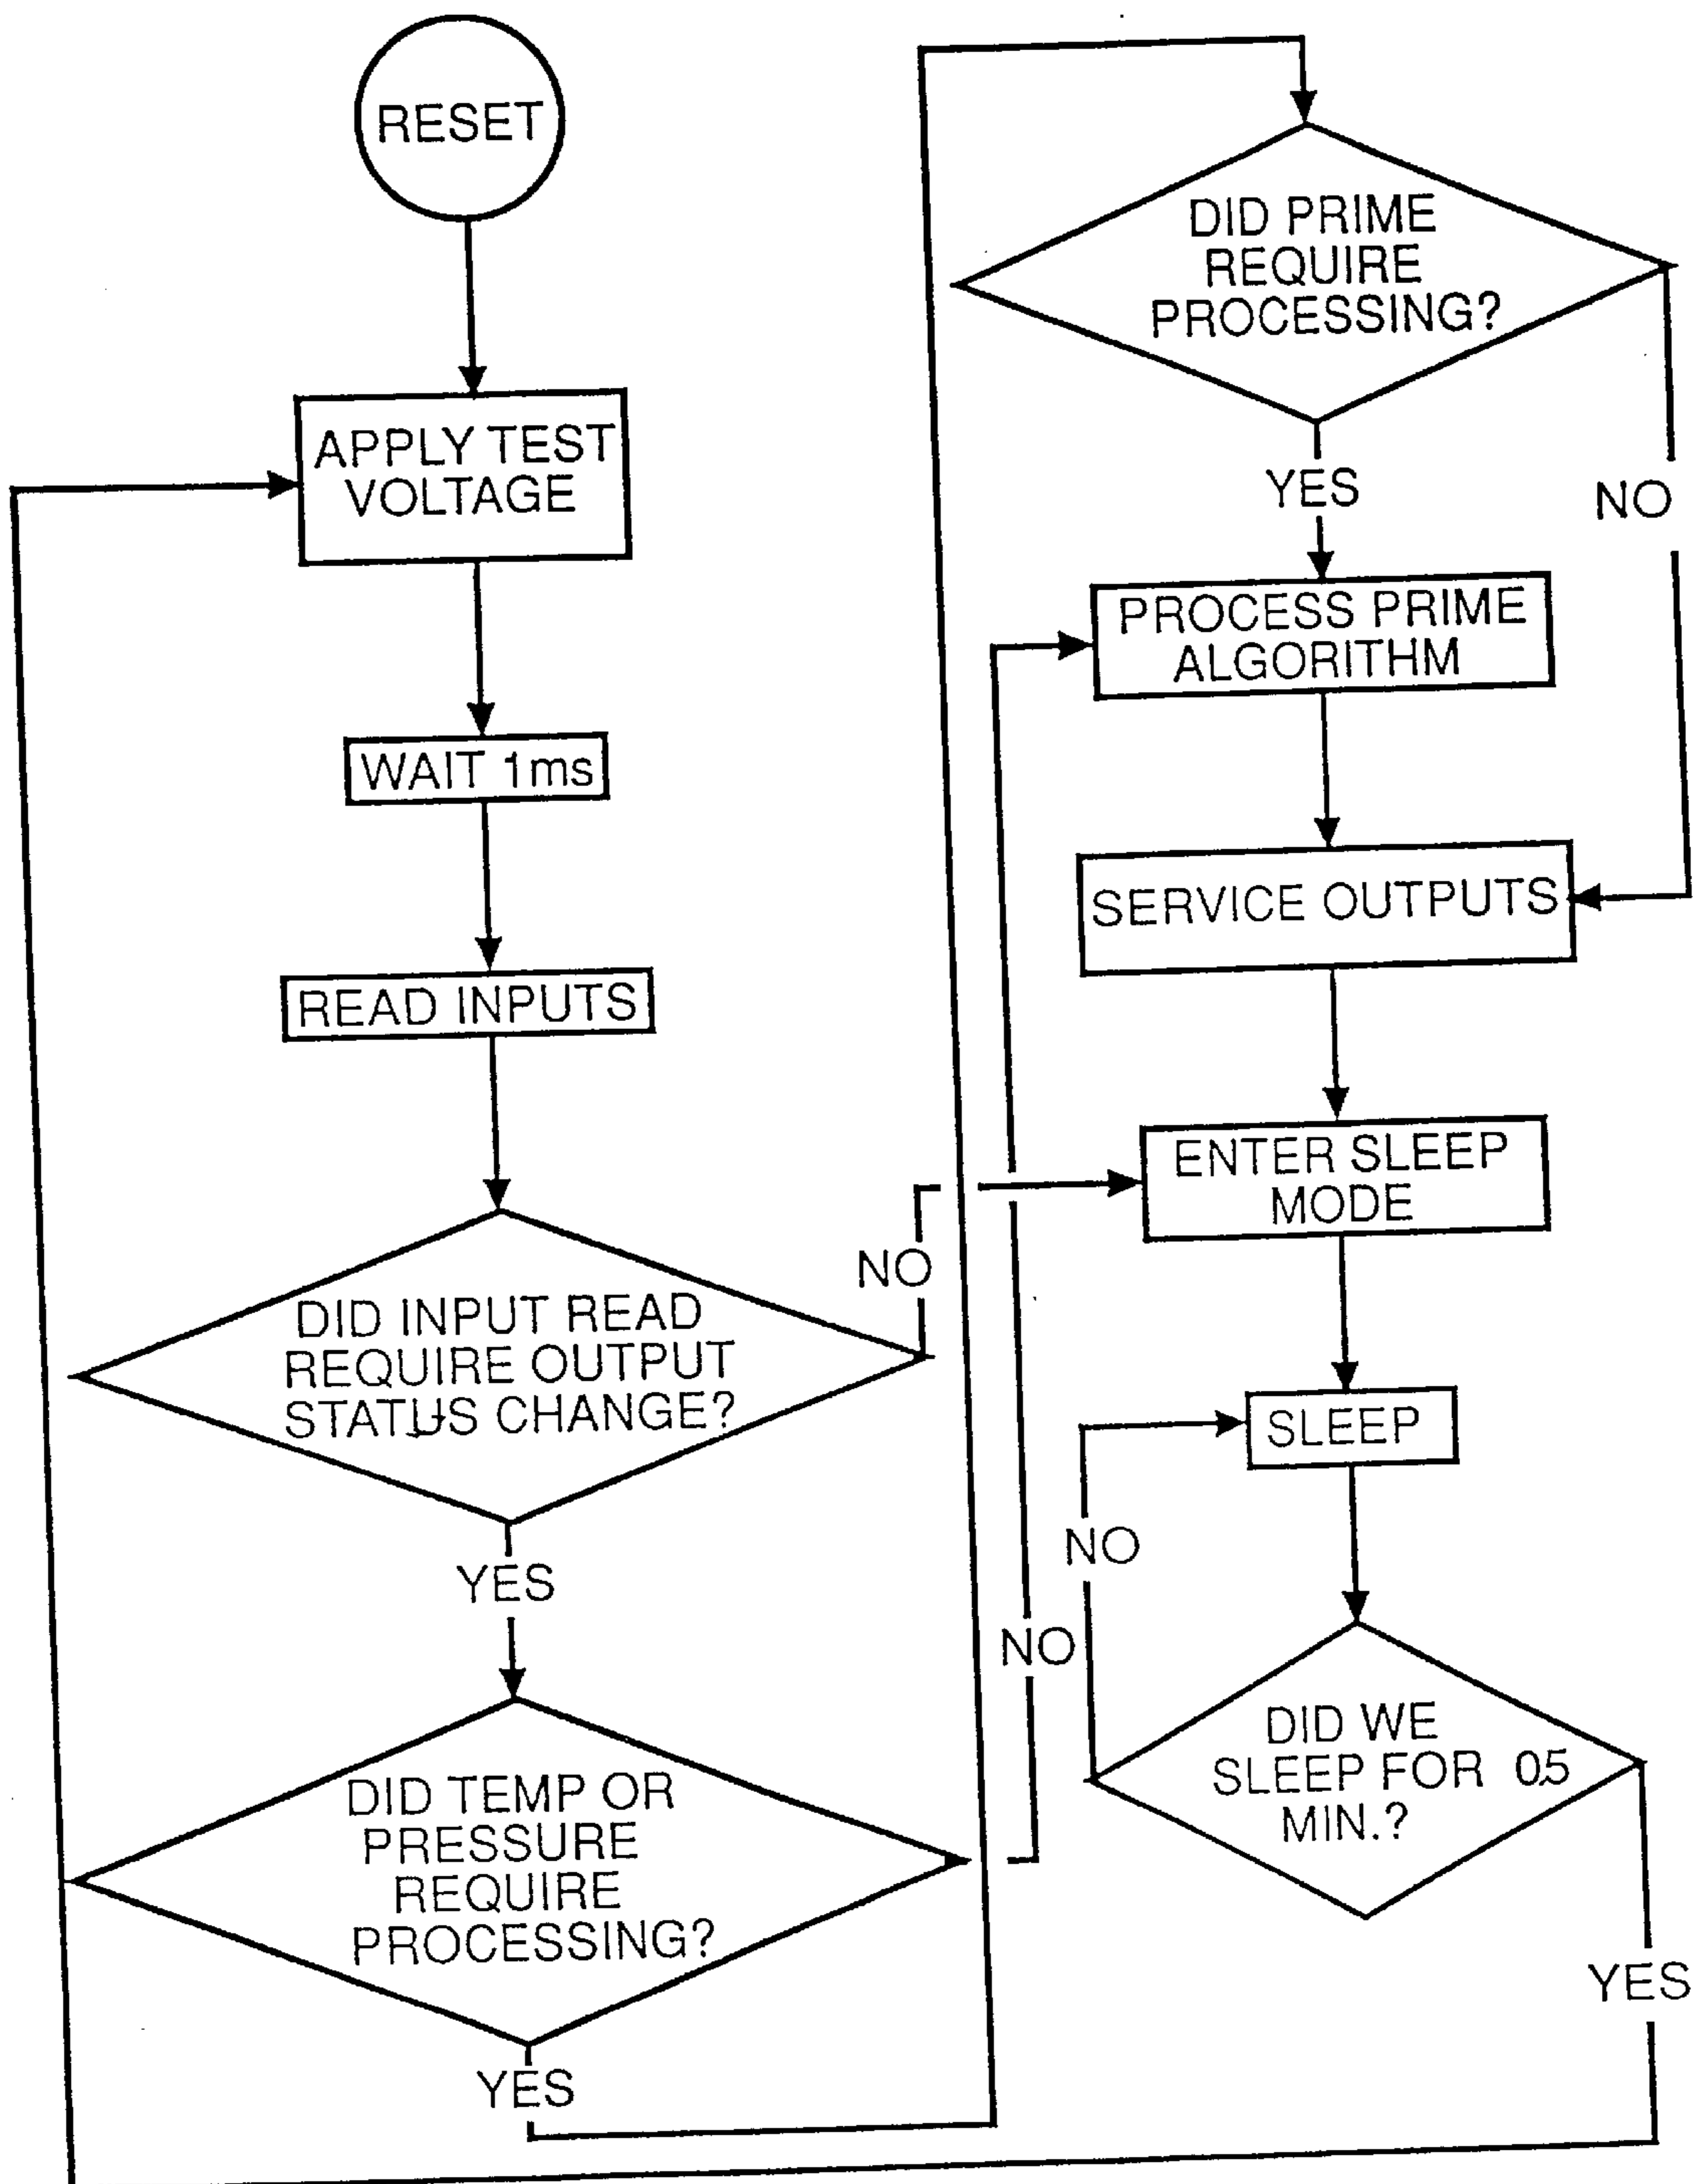 RESET
APPLY TEST
VOLTAGE
WAIT 1ms
READ INPUTS
DID INPUT READ
REQUIRE OUTPUT
STATUS CHANGE?
NO
YES
DID TEMP OR
PRESSURE
REQUIRE
PROCESSING?
NO
YES
DID PRIME
REQUIRE
PROCESSING?
YES
NO
PROCESS PRIME
ALGORITHM
SERVICE OUTPUTS
ENTER SLEEP
MODE
SLEEP
NO
DID WE
SLEEP FOR 0.5
MIN.?
YES